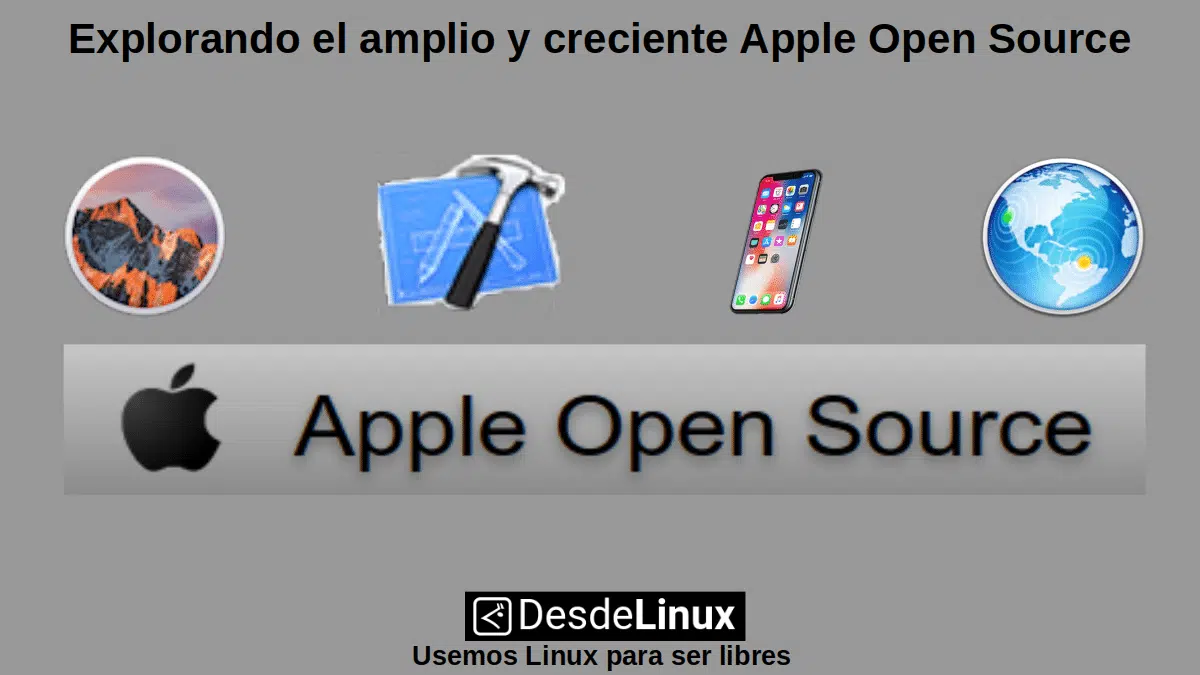 Explorando el amplio y creciente Apple Open Source
Apple Open Source
DesdeLinux
Usemos Linux para ser libres